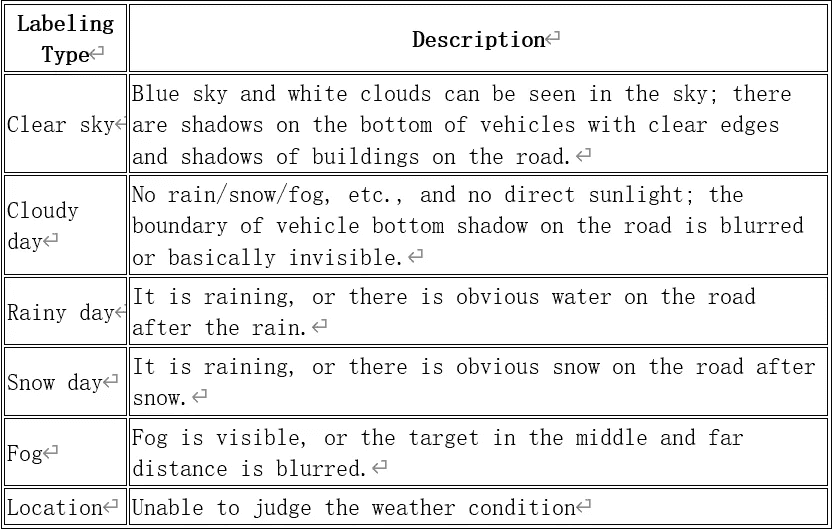 Labeling
Type↵
Description↵
Clear sky↵
Blue sky and white clouds can be seen in the sky; there
are shadows on the bottom of vehicles with clear edges
and shadows of buildings on the road.↵
Cloudy
day↵
No rain/snow/fog, etc., and no direct sunlight; the
boundary of vehicle bottom shadow on the road is blurred
or basically invisible.↵
Rainy day↵
It is raining, or there is obvious water on the road
after the rain.↵
Snow day↵
It is raining, or there is obvious snow on the road after
snow.↵
Fog↵
Fog is visible, or the target in the middle and far
distance is blurred.↵
Location↵
Unable to judge the weather condition↵